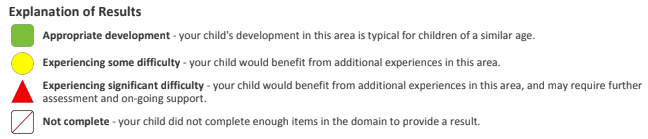 Explanation of Results
Appropriate development - your child's development in this area is typical for children of a similar age.
Experiencing some difficulty - your child would benefit from additional experiences in this area.
Experiencing significant difficulty - your child would benefit from additional experiences in this area, and may require further
assessment and on-going support.
Not complete - your child did not complete enough items in the domain to provide a result.